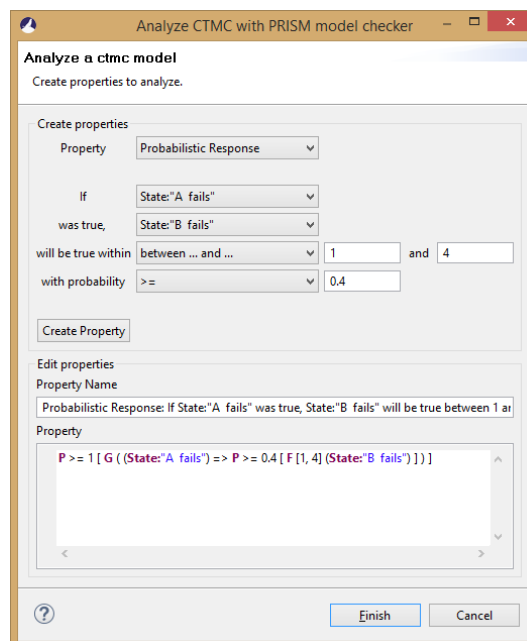 Analyze CTMC with PRISM model checker
Analyze a ctmc model
Create properties to analyze.
Create properties
Property Probabilistic Response
If State:"A fails"
was true, State:"B fails"
will be true within between ... and ... 1 and 4
with probability >= 0.4
Create Property
Edit properties
Property Name
Probabilistic Response: If State:"A fails" was true, State:"B fails" will be true between 1
Property
P >= 1 [ G ( (State:"A fails") => P >= 0.4 [ F [1, 4] (State:"B fails") ] ) ]
Finish Cancel